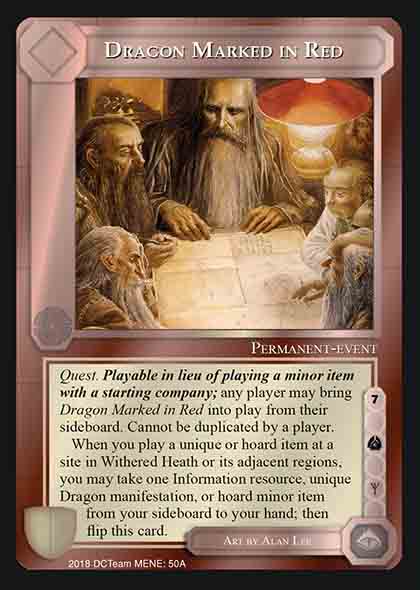 Dragon Marked in Red
Permanent-event
Quest. Playable in lieu of playing a minor item
with a starting company; any player may bring
Dragon Marked in Red into play from their
sideboard. Cannot be duplicated by a player.
When you play a unique or hoard item at a
site in Withered Heath or its adjacent regions,
you may take one Information resource, unique
Dragon manifestation, or hoard minor item
from your sideboard to your hand; then
flip this card.
7
Art by Alan Lee
2018 DCTeam MENE: 50A